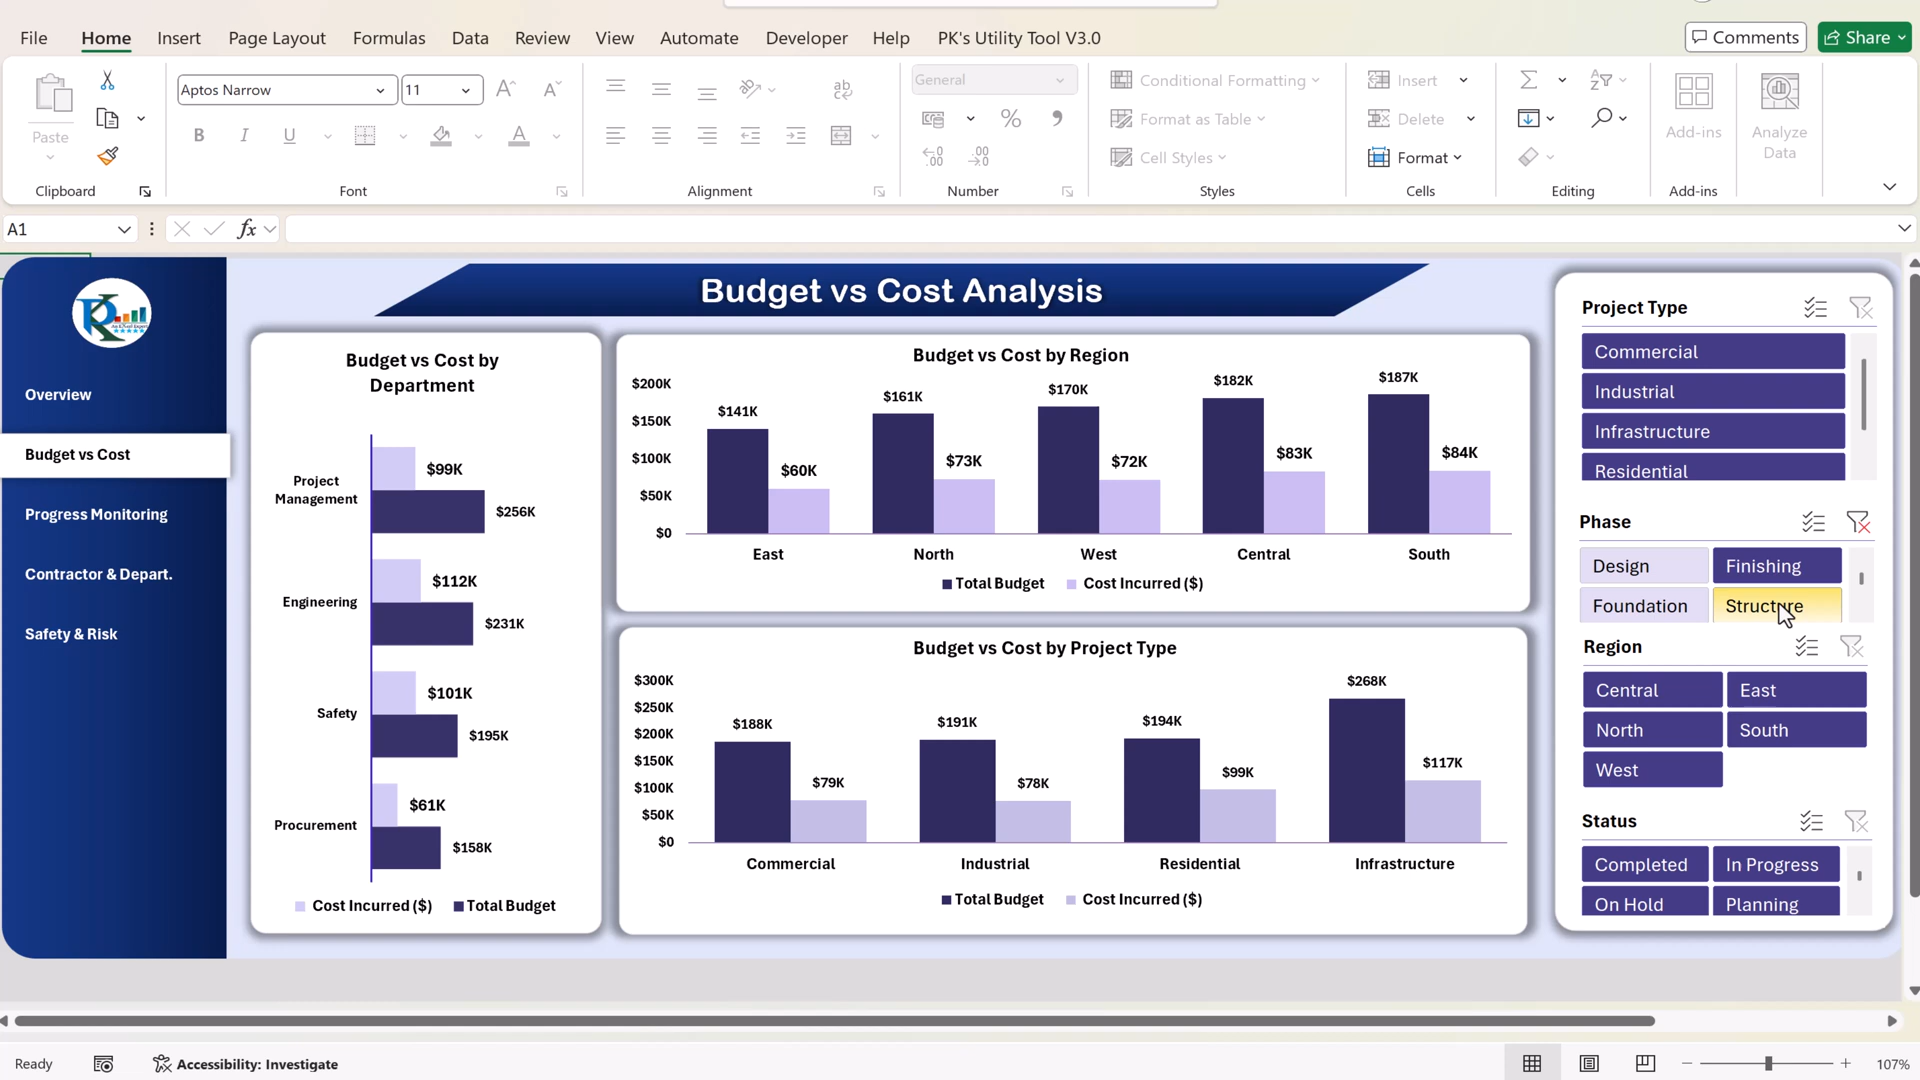 File Home Insert Page Layout Formulas Data Review View Automate Developer Help PK's Utility Tool V3.0 Comments Share
Paste
Aptos Narrow 11
B I U A
ab
General
% 9
Conditional Formatting
Format as Table
Cell Styles
Insert
Delete
Format
Add-ins
Analyze
Data
Clipboard Font Alignment Number Styles Cells Editing Add-ins
A1 fx
Overview
Budget vs Cost
Progress Monitoring
Contractor & Depart.
Safety & Risk
Budget vs Cost Analysis
Budget vs Cost by
Department
Project
Management
$99K
$256K
Engineering
$112K
$231K
Safety
$101K
$195K
Procurement
$61K
$158K
Cost Incurred ($) Total Budget
Budget vs Cost by Region
$200K
$150K
$100K
$50K
$0
$141K $60K $161K $73K $170K $72K $182K $83K $187K $84K
East North West Central South
Total Budget Cost Incurred ($)
Budget vs Cost by Project Type
$300K
$250K
$200K
$150K
$100K
$50K
$0
$188K $79K $191K $78K $194K $99K $268K $117K
Commercial Industrial Residential Infrastructure
Total Budget Cost Incurred ($)
Project Type
Commercial
Industrial
Infrastructure
Residential
Phase
Design Finishing
Foundation Structure
Region
Central East
North South
West
Status
Completed In Progress
On Hold Planning
Ready Accessibility: Investigate 107%